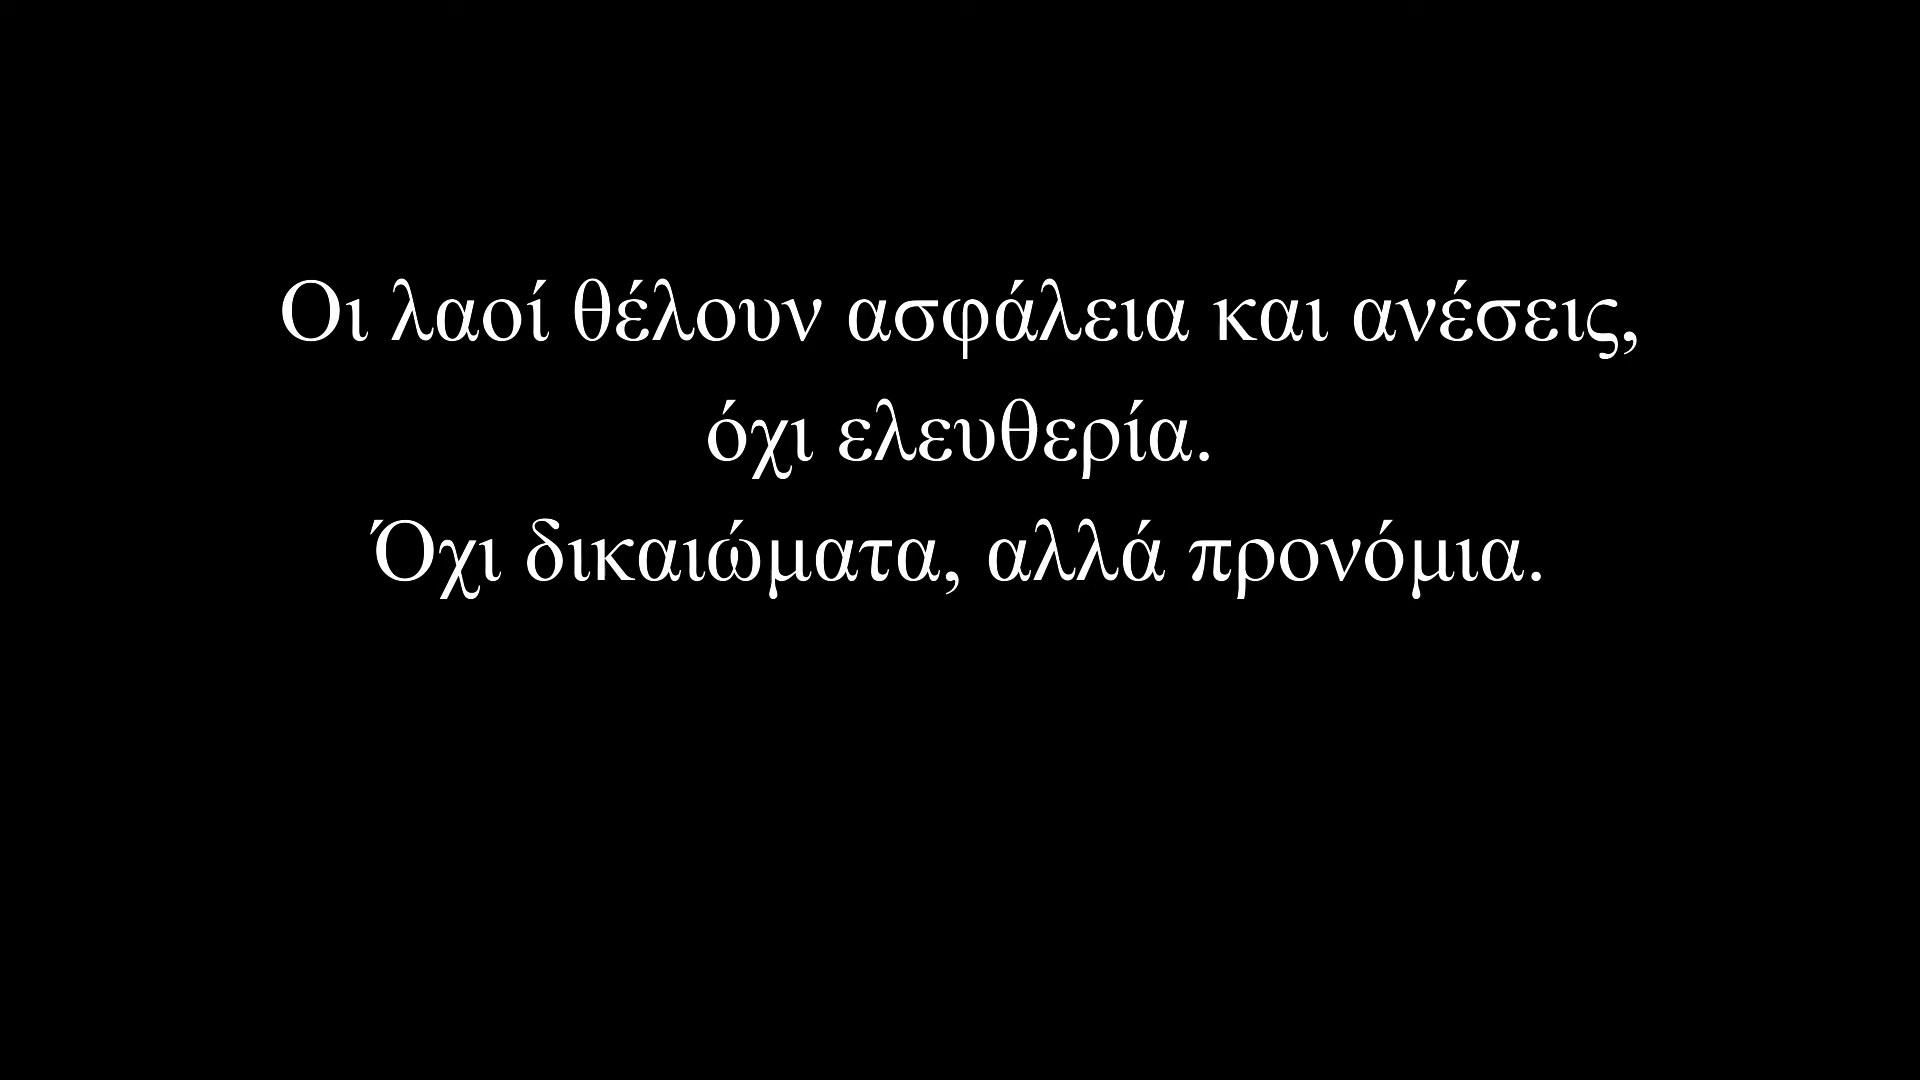 Οι λαοί θέλουν ασφάλεια και ανέσεις,
όχι ελευθερία.
Όχι δικαιώματα, αλλά προνόμια.